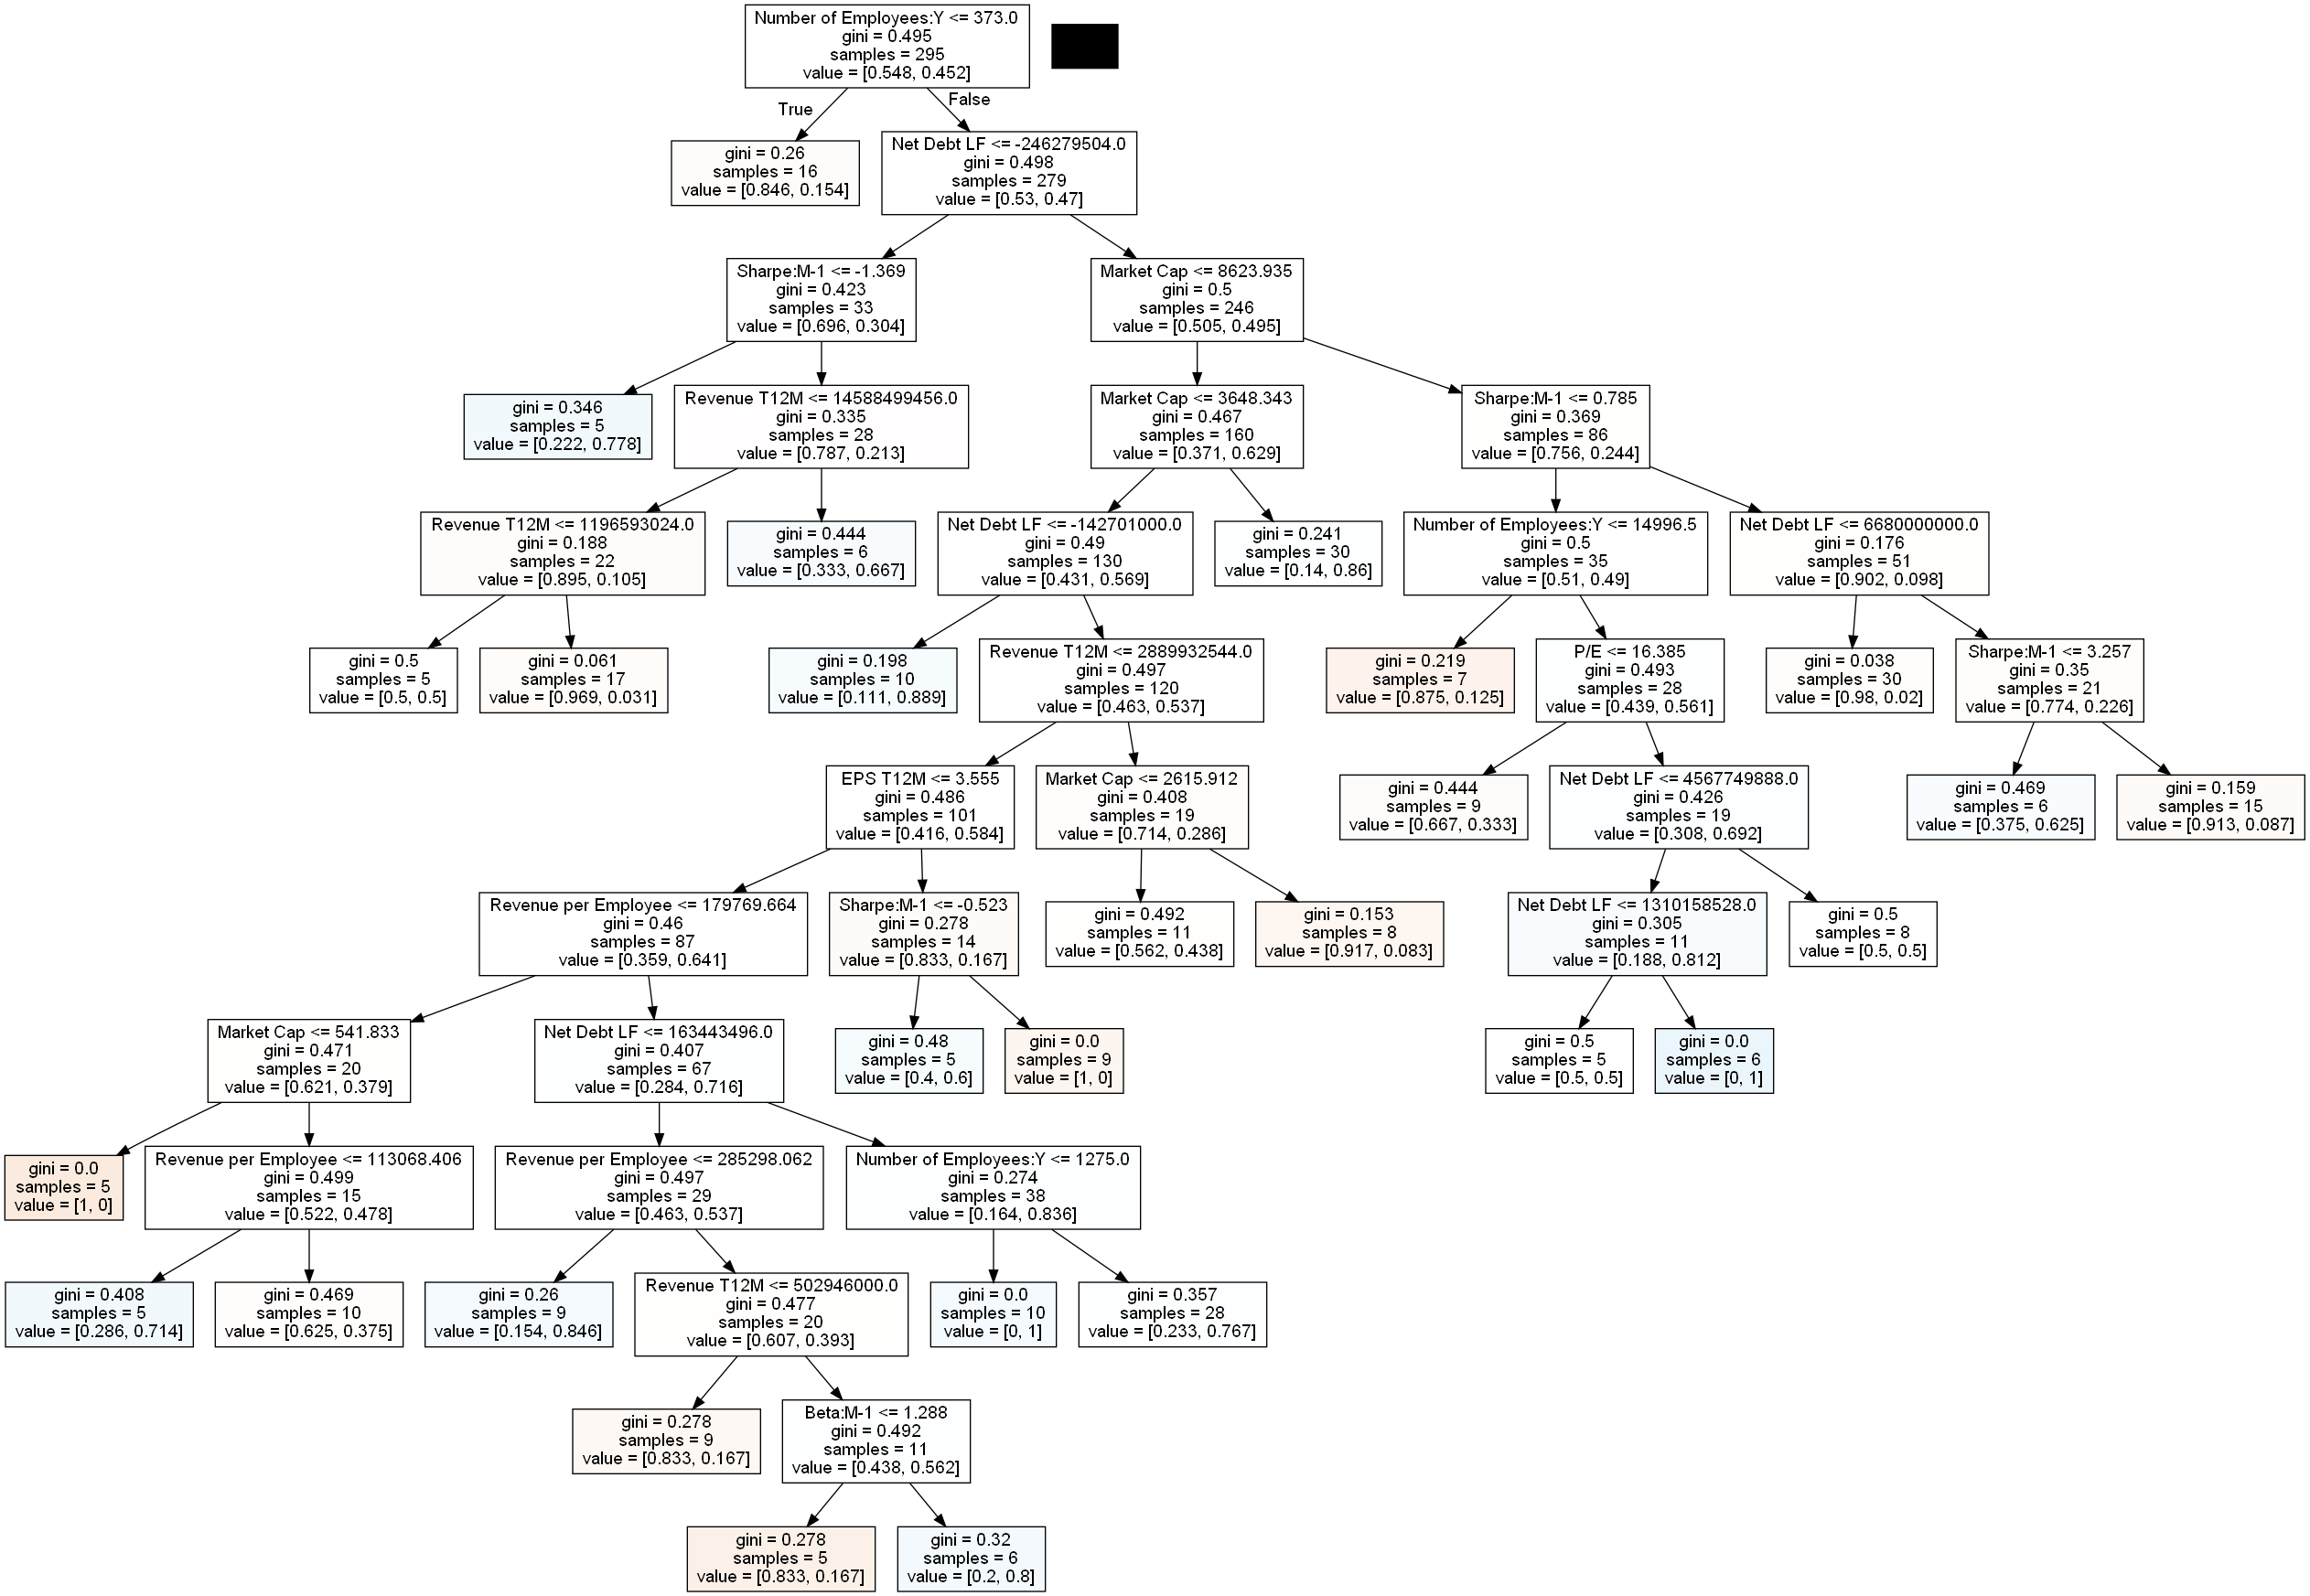 Number of Employees:Y <= 373.0
gini = 0.495
samples = 295
value = [0.548, 0.452]
True
False
gini = 0.26
samples = 16
value = [0.846, 0.154]
Net Debt LF <= -246279504.0
gini = 0.498
samples = 279
value = [0.53, 0.47]
Sharpe:M-1 <= -1.369
gini = 0.423
samples = 33
value = [0.696, 0.304]
Market Cap <= 8623.935
gini = 0.5
samples = 246
value = [0.505, 0.495]
gini = 0.346
samples = 5
value = [0.222, 0.778]
Revenue T12M <= 14588499456.0
gini = 0.335
samples = 28
value = [0.787, 0.213]
Market Cap <= 3648.343
gini = 0.467
samples = 160
value = [0.371, 0.629]
Sharpe:M-1 <= 0.785
gini = 0.369
samples = 86
value = [0.756, 0.244]
Revenue T12M <= 1196593024.0
gini = 0.188
samples = 22
value = [0.895, 0.105]
gini = 0.444
samples = 6
value = [0.333, 0.667]
Net Debt LF <= -142701000.0
gini = 0.49
samples = 130
value = [0.431, 0.569]
gini = 0.241
samples = 30
value = [0.14, 0.86]
Number of Employees:Y <= 14996.5
gini = 0.5
samples = 35
value = [0.51, 0.49]
Net Debt LF <= 6680000000.0
gini = 0.176
samples = 51
value = [0.902, 0.098]
gini = 0.5
samples = 5
value = [0.5, 0.5]
gini = 0.061
samples = 17
value = [0.969, 0.031]
gini = 0.198
samples = 10
value = [0.111, 0.889]
Revenue T12M <= 2889932544.0
gini = 0.497
samples = 120
value = [0.463, 0.537]
gini = 0.219
samples = 7
value = [0.875, 0.125]
P/E <= 16.385
gini = 0.493
samples = 28
value = [0.439, 0.561]
gini = 0.038
samples = 30
value = [0.98, 0.02]
Sharpe:M-1 <= 3.257
gini = 0.35
samples = 21
value = [0.774, 0.226]
EPS T12M <= 3.555
gini = 0.486
samples = 101
value = [0.416, 0.584]
Market Cap <= 2615.912
gini = 0.408
samples = 19
value = [0.714, 0.286]
gini = 0.444
samples = 9
value = [0.667, 0.333]
Net Debt LF <= 4567749888.0
gini = 0.426
samples = 19
value = [0.308, 0.692]
gini = 0.469
samples = 6
value = [0.375, 0.625]
gini = 0.159
samples = 15
value = [0.913, 0.087]
Revenue per Employee <= 179769.664
gini = 0.46
samples = 87
value = [0.359, 0.641]
Sharpe:M-1 <= -0.523
gini = 0.278
samples = 14
value = [0.833, 0.167]
gini = 0.492
samples = 11
value = [0.562, 0.438]
gini = 0.153
samples = 8
value = [0.917, 0.083]
Net Debt LF <= 1310158528.0
gini = 0.305
samples = 11
value = [0.188, 0.812]
gini = 0.5
samples = 8
value = [0.5, 0.5]
Market Cap <= 541.833
gini = 0.471
samples = 20
value = [0.621, 0.379]
Net Debt LF <= 163443496.0
gini = 0.407
samples = 67
value = [0.284, 0.716]
gini = 0.48
samples = 5
value = [0.4, 0.6]
gini = 0.0
samples = 9
value = [1, 0]
gini = 0.5
samples = 5
value = [0.5, 0.5]
gini = 0.0
samples = 6
value = [0, 1]
gini = 0.0
samples = 5
value = [1, 0]
Revenue per Employee <= 113068.406
gini = 0.499
samples = 15
value = [0.522, 0.478]
Revenue per Employee <= 285298.062
gini = 0.497
samples = 29
value = [0.463, 0.537]
Number of Employees:Y <= 1275.0
gini = 0.274
samples = 38
value = [0.164, 0.836]
gini = 0.408
samples = 5
value = [0.286, 0.714]
gini = 0.469
samples = 10
value = [0.625, 0.375]
gini = 0.26
samples = 9
value = [0.154, 0.846]
Revenue T12M <= 502946000.0
gini = 0.477
samples = 20
value = [0.607, 0.393]
gini = 0.0
samples = 10
value = [0, 1]
gini = 0.357
samples = 28
value = [0.233, 0.767]
gini = 0.278
samples = 9
value = [0.833, 0.167]
Beta:M-1 <= 1.288
gini = 0.492
samples = 11
value = [0.438, 0.562]
gini = 0.278
samples = 5
value = [0.833, 0.167]
gini = 0.32
samples = 6
value = [0.2, 0.8]